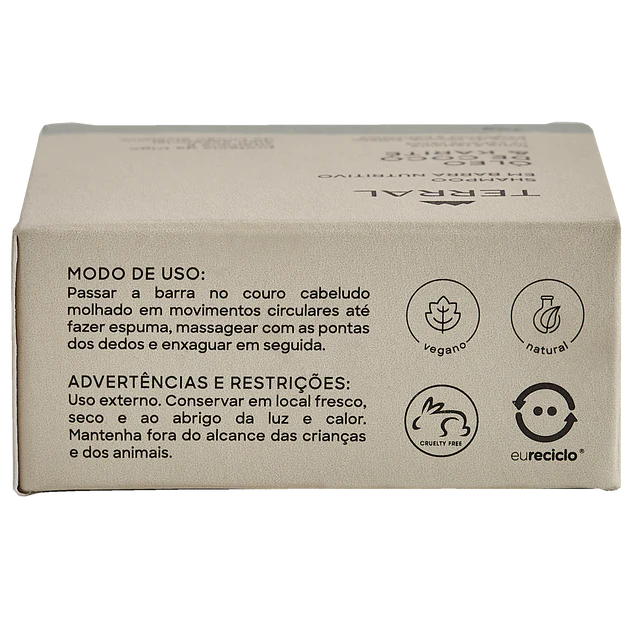 TERRAL
SHAMPOO
EM BARRA NUTRITIVO
ÓLEO
DE COCO
& KARITÉ
MODO DE USO:
Passar a barra no couro cabeludo
molhado em movimentos circulares até
fazer espuma, massagear com as pontas
dos dedos e enxaguar em seguida.
ADVERTÊNCIAS E RESTRIÇÕES:
Uso externo. Conservar em local fresco,
seco e ao abrigo da luz e calor.
Mantenha fora do alcance das crianças
e dos animais.
vegano
natural
CRUELTY FREE
eureciclo®